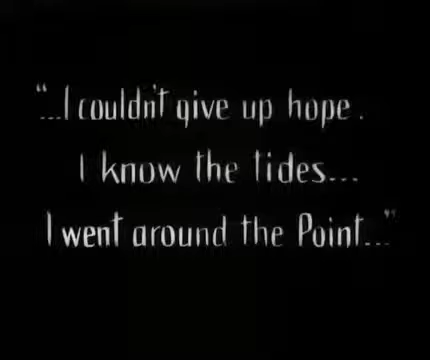 "...I couldn't give up hope.
I know the tides...
I went around the Point..."